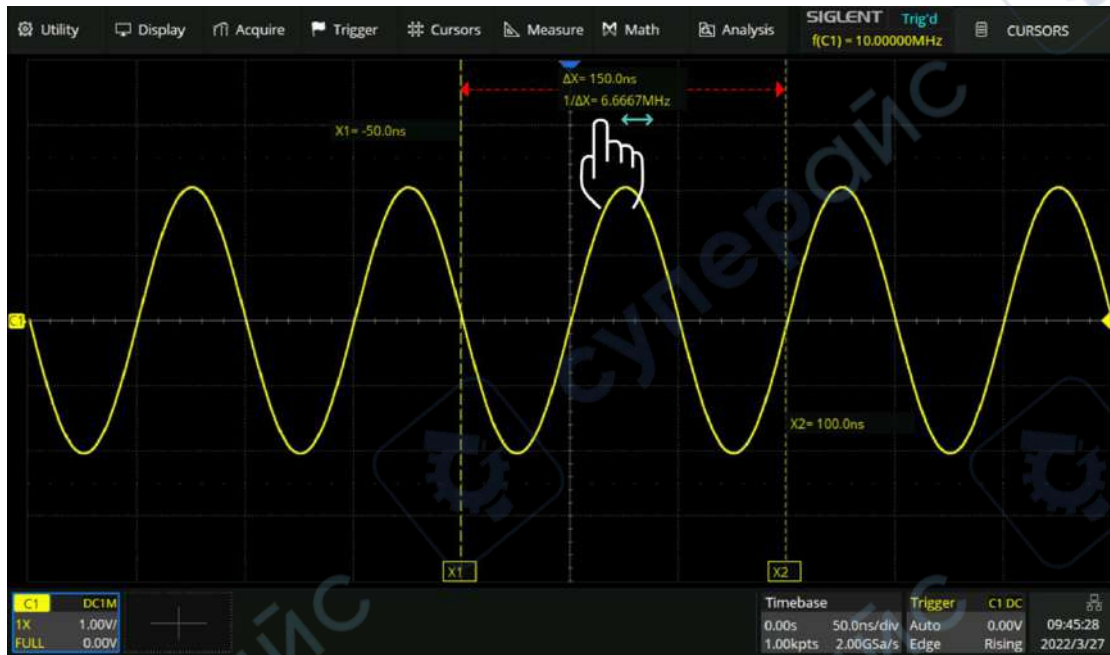 Utility Display Acquire Trigger Cursors Measure Math Analysis
SIGLENT Trig'd
f(C1) = 10.00000MHz
CURSORS
ΔX= 150.0ns
1/ΔX= 6.6667MHz
X1= -50.0ns
C1
X2= 100.0ns
X1
X2
C1 DC1M
1X 1.00V/
FULL 0.00V
Timebase
0.00s 50.0ns/div
1.00kpts 2.00GSa/s
Trigger C1 DC
Auto 0.00V
Edge Rising
09:45:28
2022/3/27
суперайс